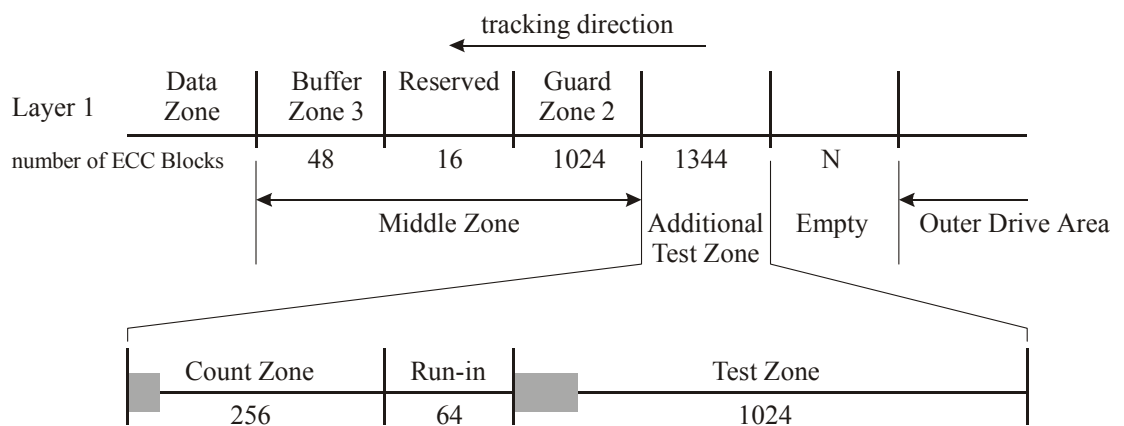 tracking direction
Data Zone
Buffer Zone 3
Reserved
Guard Zone 2
Layer 1
number of ECC Blocks
48
16
1024
1344
N
Middle Zone
Additional Test Zone
Empty
Outer Drive Area
Count Zone
Run-in
Test Zone
256
64
1024